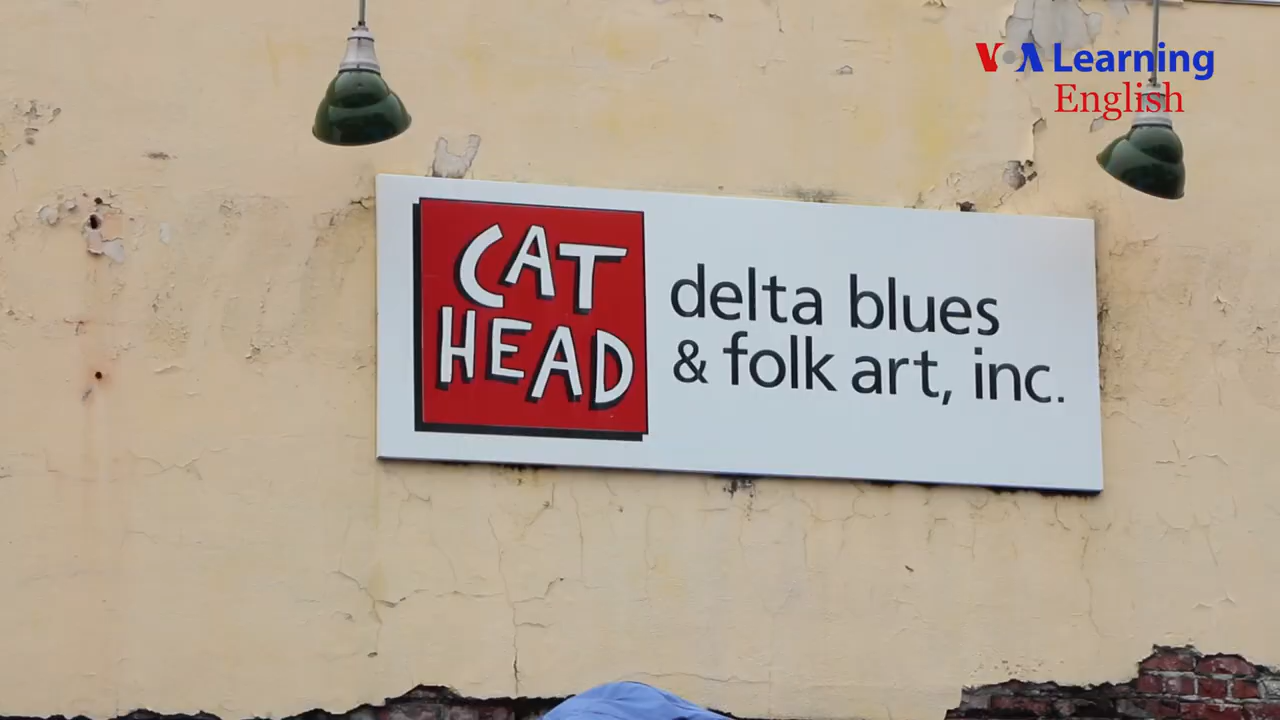 VOA Learning
English
CAT
HEAD
delta blues
& folk art, inc.